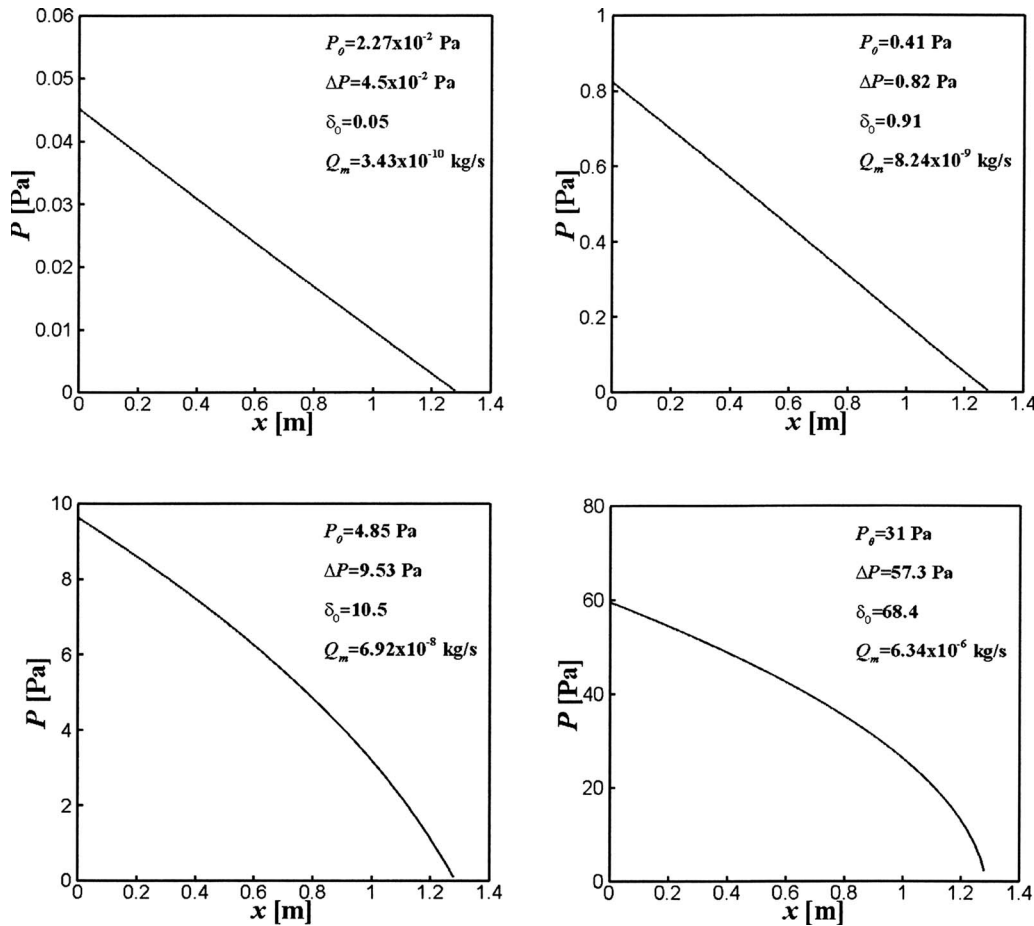 0.06
0.05
0.04
0.03
0.02
0.01
0
P [Pa]
P₀=2.27x10⁻² Pa
ΔP=4.5x10⁻² Pa
δ₀=0.05
Qₘ=3.43x10⁻¹⁰ kg/s
0 0.2 0.4 0.6 0.8 1 1.2 1.4
x [m]
1
0.8
0.6
0.4
0.2
0
P [Pa]
P₀=0.41 Pa
ΔP=0.82 Pa
δ₀=0.91
Qₘ=8.24x10⁻⁹ kg/s
0 0.2 0.4 0.6 0.8 1 1.2 1.4
x [m]
10
8
6
4
2
0
P [Pa]
P₀=4.85 Pa
ΔP=9.53 Pa
δ₀=10.5
Qₘ=6.92x10⁻⁸ kg/s
0 0.2 0.4 0.6 0.8 1 1.2 1.4
x [m]
80
60
40
20
0
P [Pa]
P₀=31 Pa
ΔP=57.3 Pa
δ₀=68.4
Qₘ=6.34x10⁻⁶ kg/s
0 0.2 0.4 0.6 0.8 1 1.2 1.4
x [m]